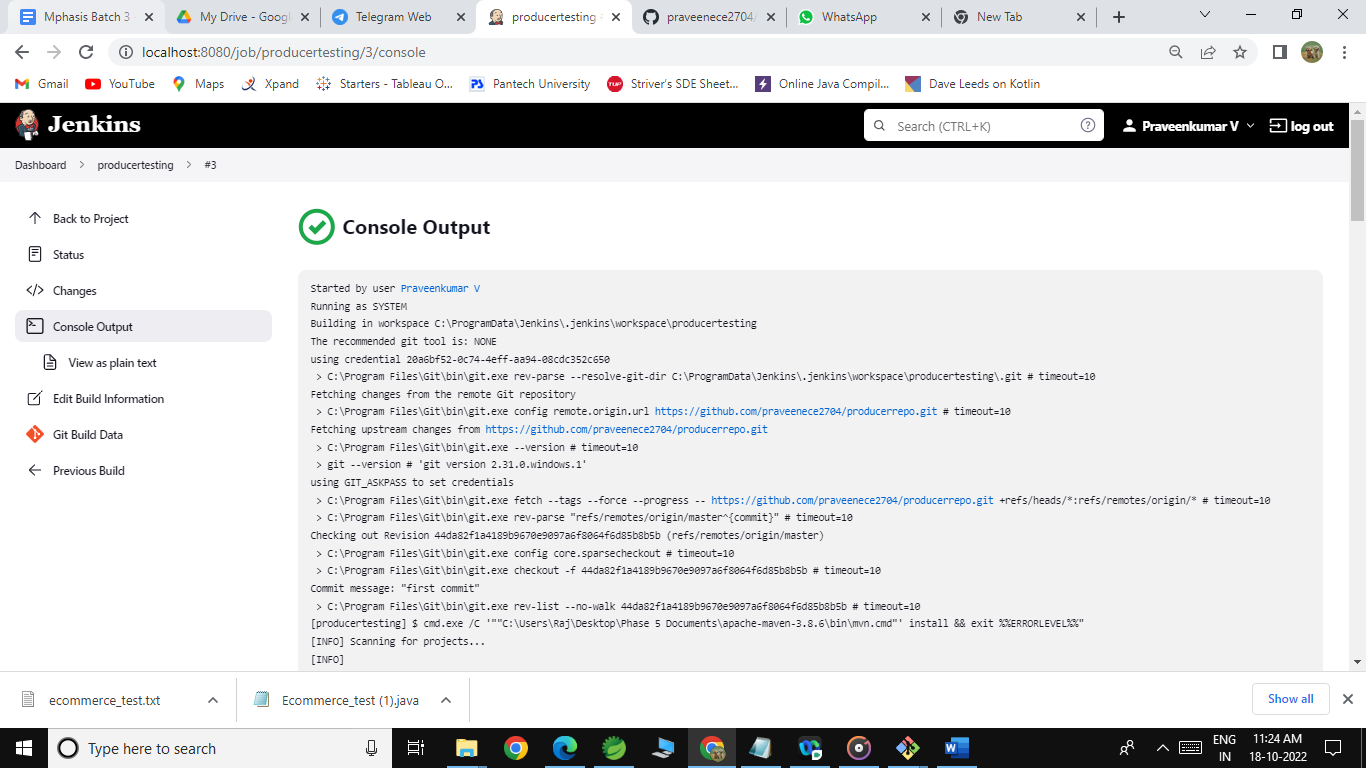 Mphasis Batch 3
My Drive - Googl
Telegram Web
producertesting
praveenece2704/
WhatsApp
New Tab
localhost:8080/job/producertesting/3/console
Gmail
YouTube
Maps
Xpand
Starters - Tableau O...
Pantech University
Striver's SDE Sheet...
Online Java Compil...
Dave Leeds on Kotlin
Jenkins
Search (CTRL+K)
Praveenkumar V
log out
Dashboard
producertesting
#3
Back to Project
Status
Changes
Console Output
View as plain text
Edit Build Information
Git Build Data
Previous Build
Console Output
Started by user Praveenkumar V
Running as SYSTEM
Building in workspace C:\ProgramData\Jenkins\.jenkins\workspace\producertesting
The recommended git tool is: NONE
using credential 20a6bf52-0c74-4eff-aa94-08cdc352c650
> C:\Program Files\Git\bin\git.exe rev-parse --resolve-git-dir C:\ProgramData\Jenkins\.jenkins\workspace\producertesting\.git # timeout=10
Fetching changes from the remote Git repository
> C:\Program Files\Git\bin\git.exe config remote.origin.url https://github.com/praveenece2704/producerrepo.git # timeout=10
Fetching upstream changes from https://github.com/praveenece2704/producerrepo.git
> C:\Program Files\Git\bin\git.exe --version # timeout=10
> git --version # 'git version 2.31.0.windows.1'
using GIT_ASKPASS to set credentials
> C:\Program Files\Git\bin\git.exe fetch --tags --force --progress -- https://github.com/praveenece2704/producerrepo.git +refs/heads/*:refs/remotes/origin/* # timeout=10
> C:\Program Files\Git\bin\git.exe rev-parse "refs/remotes/origin/master^{commit}" # timeout=10
Checking out Revision 44da82f1a4189b9670e9097a6f8064f6d85b8b5b (refs/remotes/origin/master)
> C:\Program Files\Git\bin\git.exe config core.sparsecheckout # timeout=10
> C:\Program Files\Git\bin\git.exe checkout -f 44da82f1a4189b9670e9097a6f8064f6d85b8b5b # timeout=10
Commit message: "first commit"
> C:\Program Files\Git\bin\git.exe rev-list --no-walk 44da82f1a4189b9670e9097a6f8064f6d85b8b5b # timeout=10
[producertesting] $ cmd.exe /C '""C:\Users\Raj\Desktop\Phase 5 Documents\apache-maven-3.8.6\bin\mvn.cmd"' install && exit %%ERRORLEVEL%%"
[INFO] Scanning for projects...
[INFO]
ecommerce_test.txt
Ecommerce_test (1).java
Show all
Type here to search
ENG
IN
11:24 AM
18-10-2022